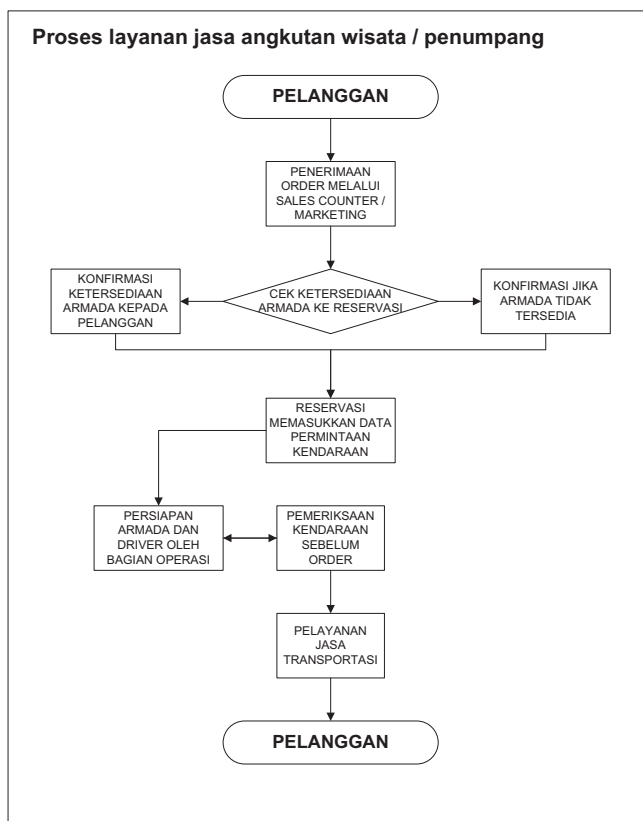 Proses layanan jasa angkutan wisata / penumpang
PELANGGAN
PENERIMAAN
ORDER MELALUI
SALES COUNTER /
MARKETING
KONFIRMASI
KETERSEDIAAN
ARMADA KEPADA
PELANGGAN
CEK KETERSEDIAAN
ARMADA KE RESERVASI
KONFIRMASI JIKA
ARMADA TIDAK
TERSEDIA
RESERVASI
MEMASUKKAN DATA
PERMINTAAN
KENDARAAN
PERSIAPAN
ARMADA DAN
DRIVER OLEH
BAGIAN OPERASI
PEMERIKSAAN
KENDARAAN
SEBELUM
ORDER
PELAYANAN
JASA
TRANSPORTASI
PELANGGAN